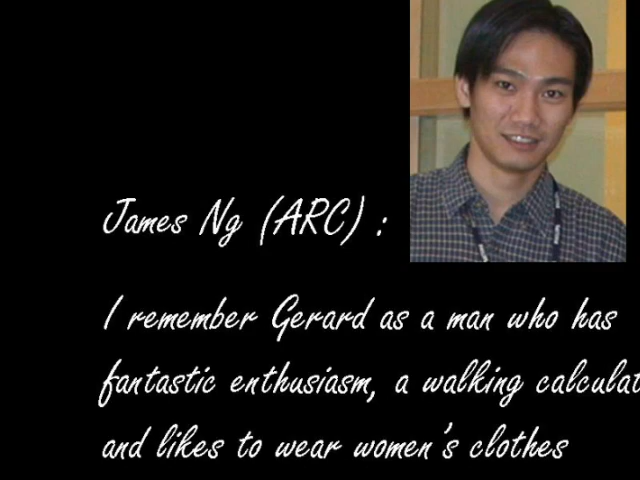 James Ng (ARC) :
I remember Gerard as a man who has
fantastic enthusiasm, a walking calculat
and likes to wear women's clothes